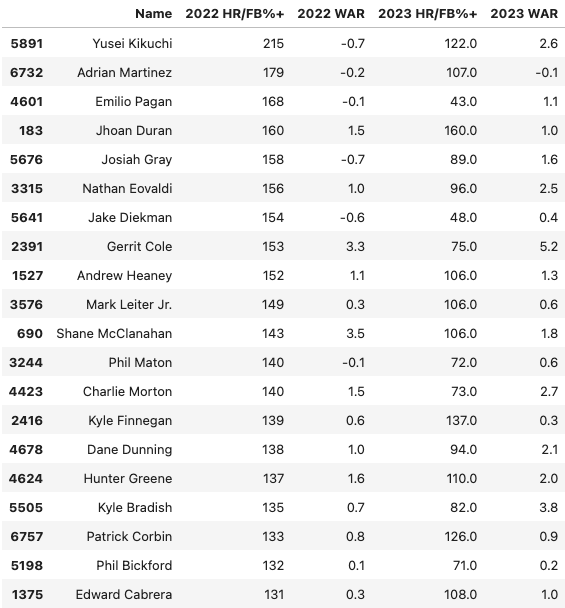 Name 2022 HR/FB%+ 2022 WAR 2023 HR/FB%+ 2023 WAR
5891 Yusei Kikuchi 215 -0.7 122.0 2.6
6732 Adrian Martinez 179 -0.2 107.0 -0.1
4601 Emilio Pagan 168 -0.1 43.0 1.1
183 Jhoan Duran 160 1.5 160.0 1.0
5676 Josiah Gray 158 -0.7 89.0 1.6
3315 Nathan Eovaldi 156 1.0 96.0 2.5
5641 Jake Diekman 154 -0.6 48.0 0.4
2391 Gerrit Cole 153 3.3 75.0 5.2
1527 Andrew Heaney 152 1.1 106.0 1.3
3576 Mark Leiter Jr. 149 0.3 106.0 0.6
690 Shane McClanahan 143 3.5 106.0 1.8
3244 Phil Maton 140 -0.1 72.0 0.6
4423 Charlie Morton 140 1.5 73.0 2.7
2416 Kyle Finnegan 139 0.6 137.0 0.3
4678 Dane Dunning 138 1.0 94.0 2.1
4624 Hunter Greene 137 1.6 110.0 2.0
5505 Kyle Bradish 135 0.7 82.0 3.8
6757 Patrick Corbin 133 0.8 126.0 0.9
5198 Phil Bickford 132 0.1 71.0 0.2
1375 Edward Cabrera 131 0.3 108.0 1.0